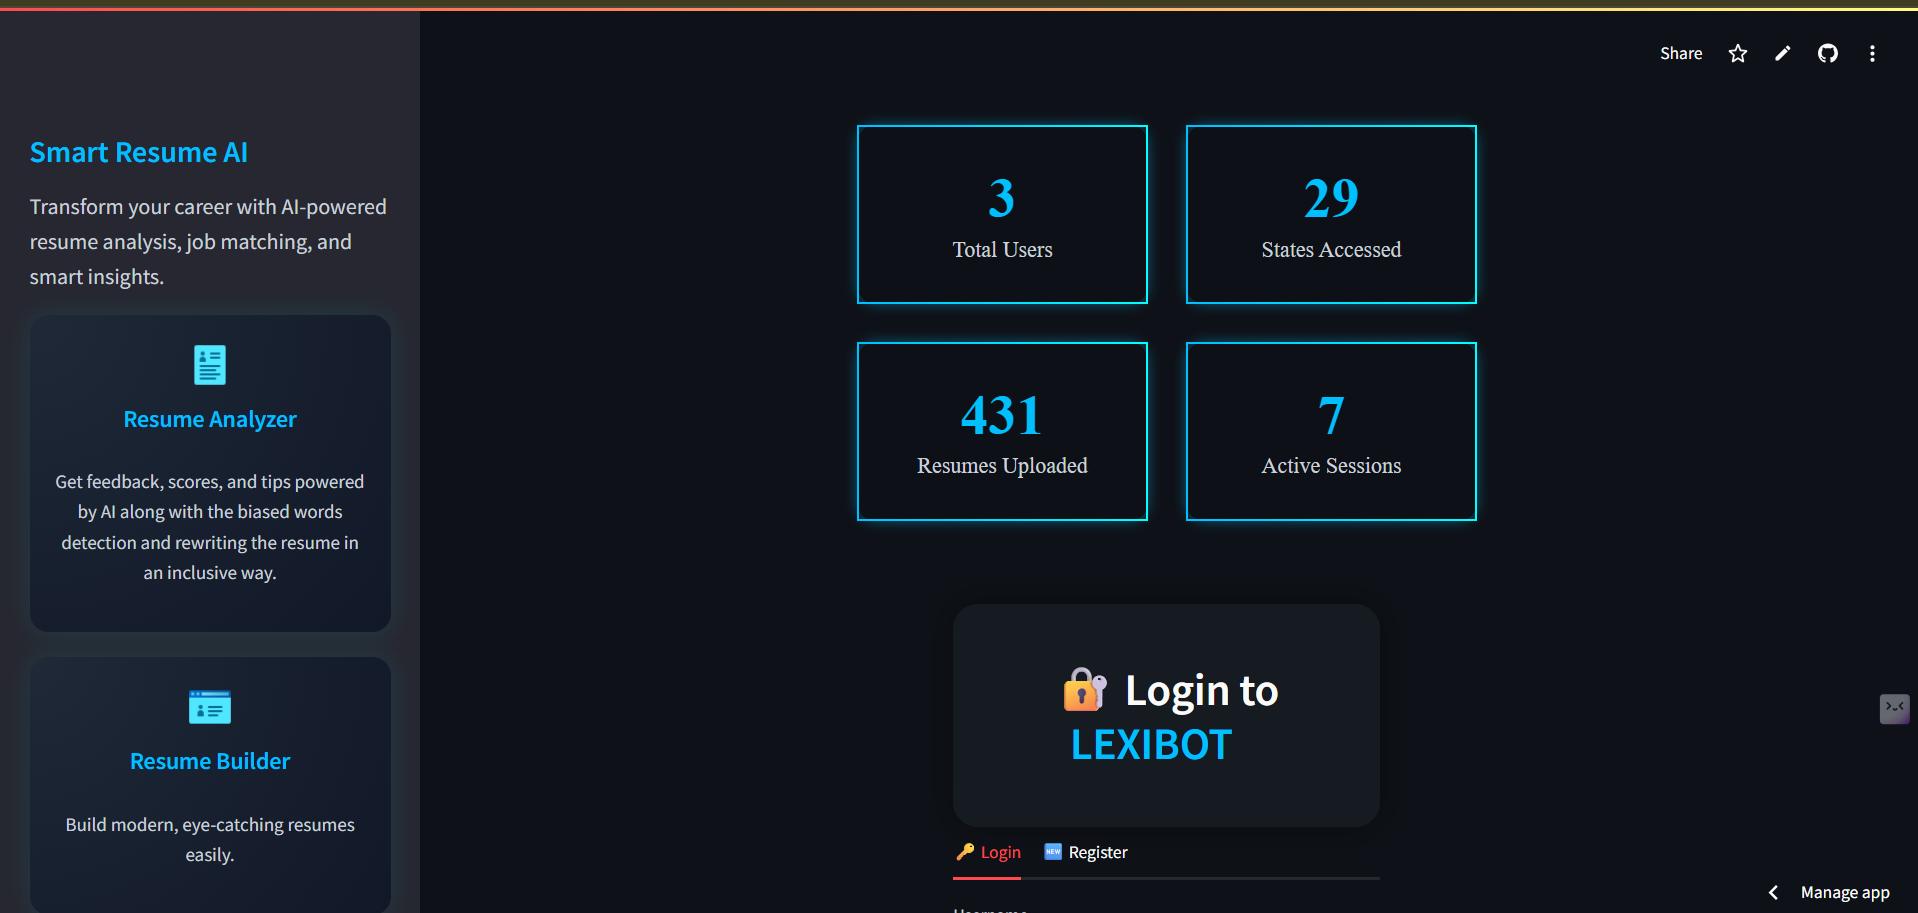 Share
Smart Resume AI
Transform your career with AI-powered
resume analysis, job matching, and
smart insights.
Resume Analyzer
Get feedback, scores, and tips powered
by AI along with the biased words
detection and rewriting the resume in
an inclusive way.
Resume Builder
Build modern, eye-catching resumes
easily.
3
Total Users
29
States Accessed
431
Resumes Uploaded
7
Active Sessions
Login to
LEXIBOT
Login
NEW Register
Manage app